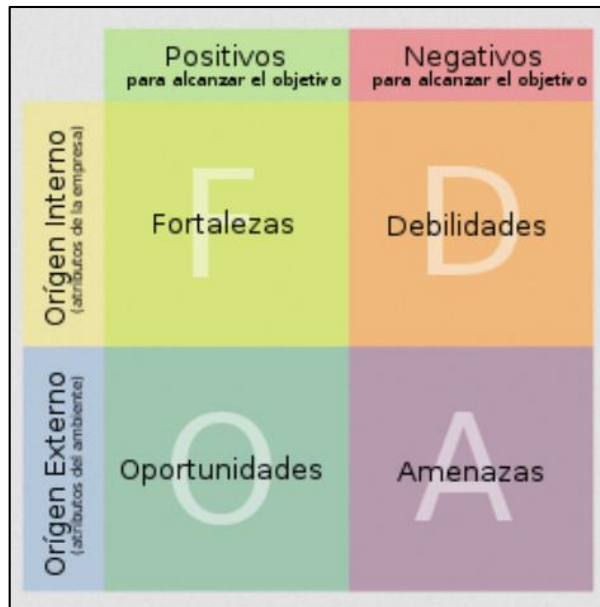 Positivos
para alcanzar el objetivo
Negativos
para alcanzar el objetivo
Orígen Interno
(atributos de la empresa)
F
Fortalezas
D
Debilidades
Orígen Externo
(atributos del ambiente)
O
Oportunidades
A
Amenazas